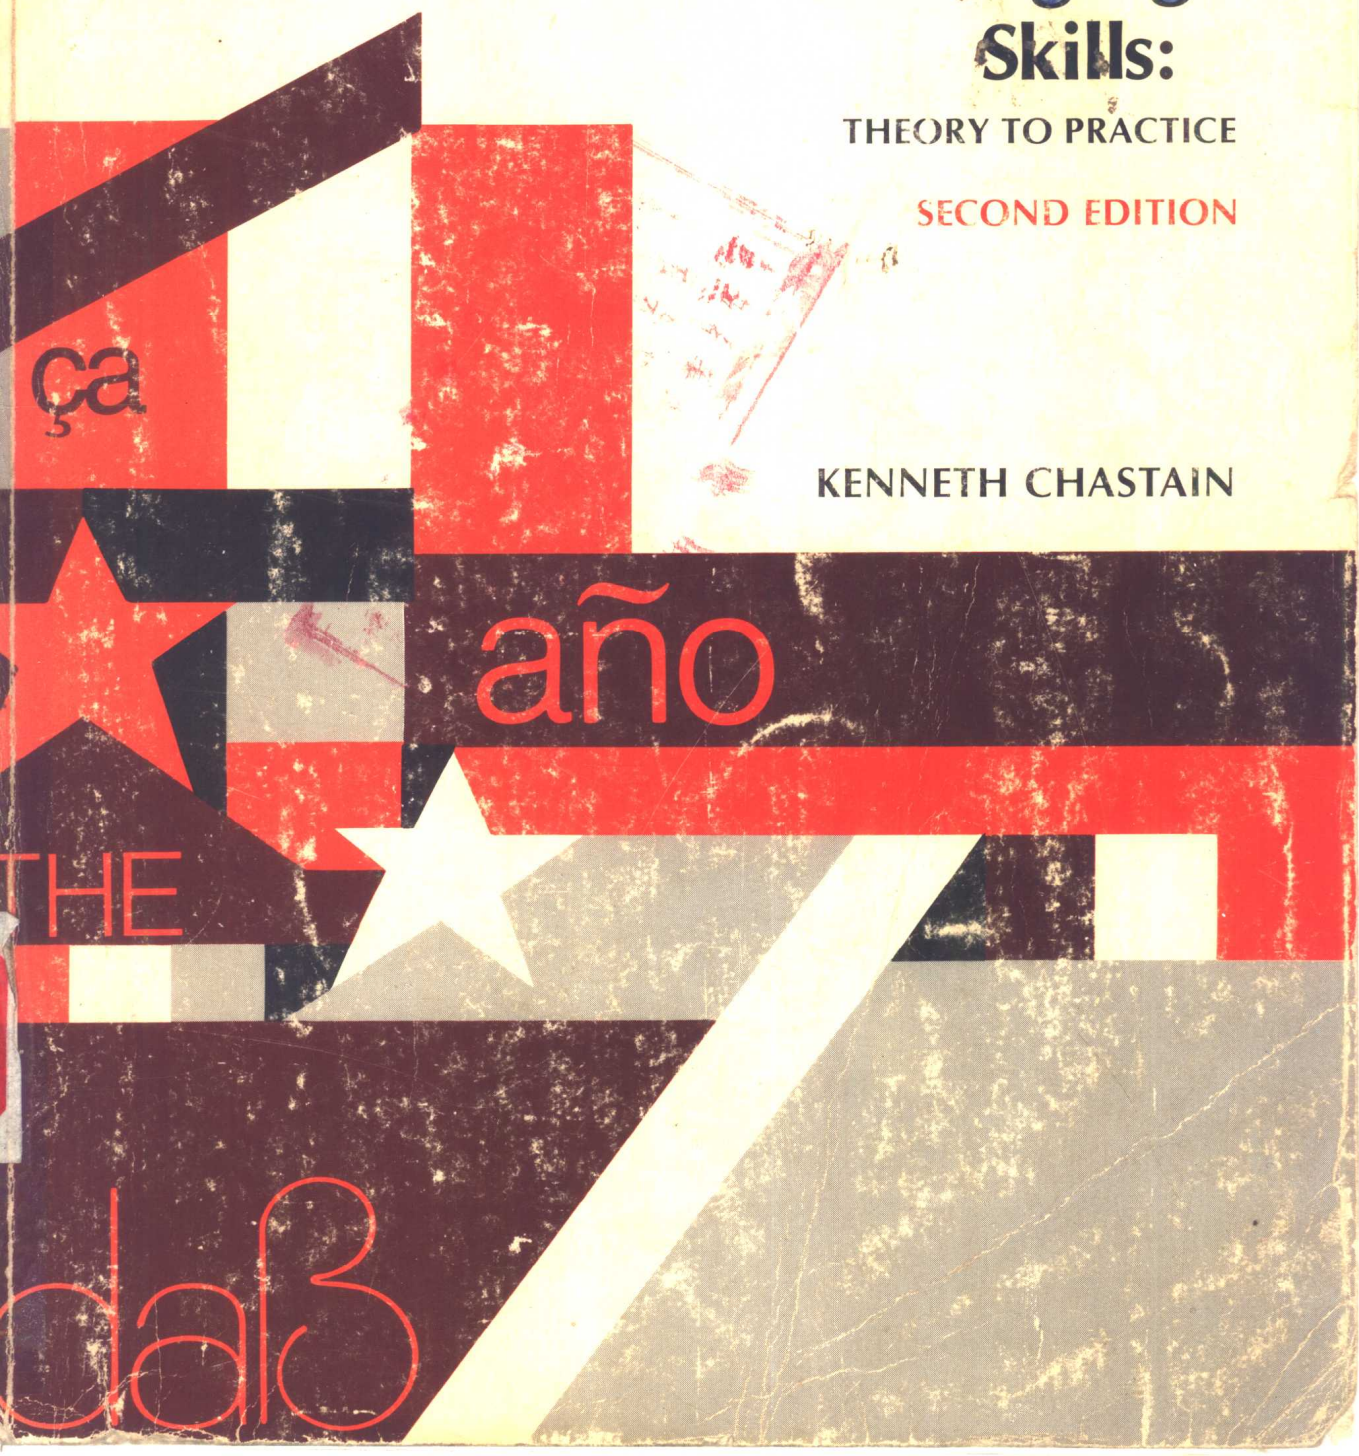 Skills:
THEORY TO PRACTICE
SECOND EDITION
ça
KENNETH CHASTAIN
año
THE
daß